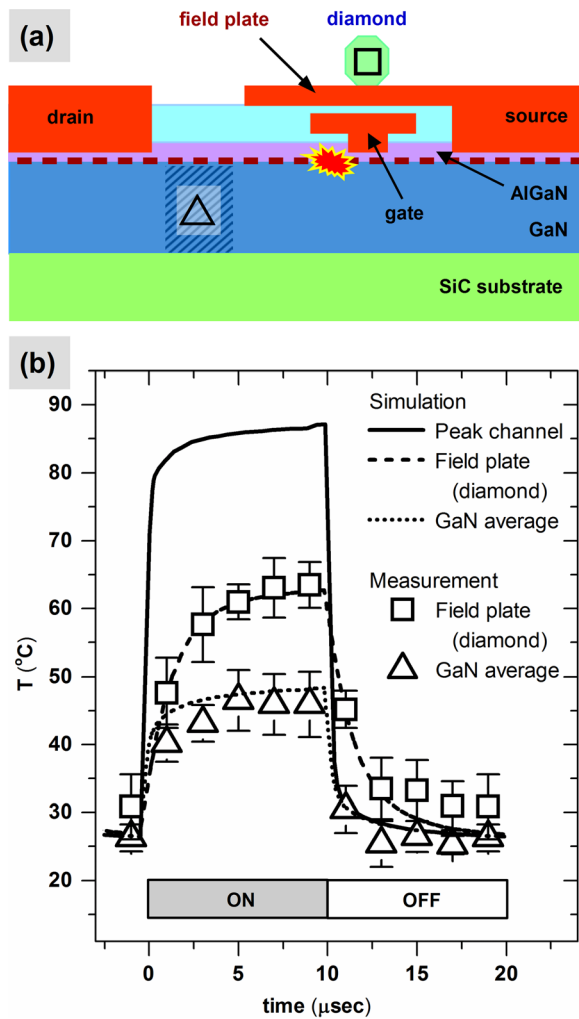 (a)
field plate
diamond
drain
source
gate
AlGaN
GaN
SiC substrate
(b)
T (°C)
90
80
70
60
50
40
30
20
Simulation
Peak channel
Field plate
(diamond)
GaN average
Measurement
Field plate
(diamond)
GaN average
ON
OFF
0
5
10
15
20
time (μsec)